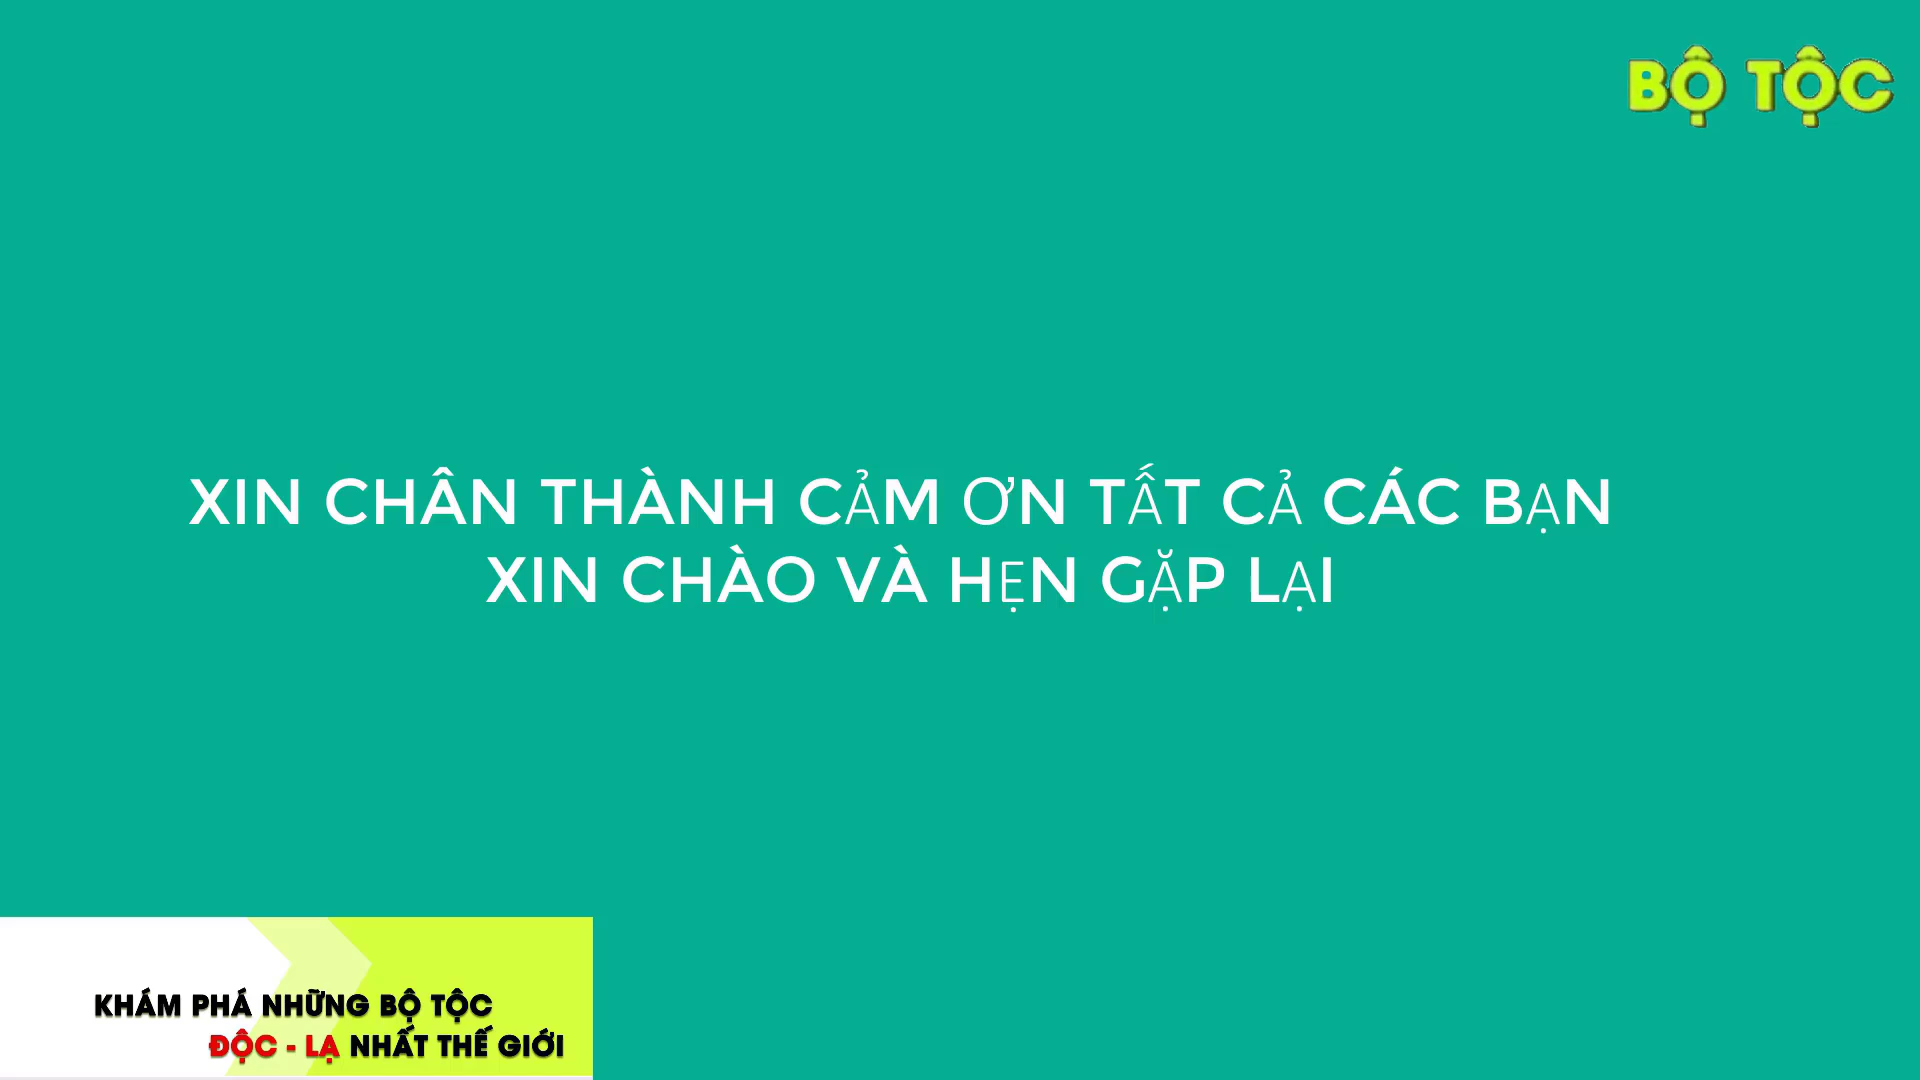 BỘ TỘC
XIN CHÂN THÀNH CẢM ƠN TẤT CẢ CÁC BẠN
XIN CHÀO VÀ HẸN GẶP LẠI
KHÁM PHÁ NHỮNG BỘ TỘC
ĐỘC - LẠ NHẤT THẾ GIỚI